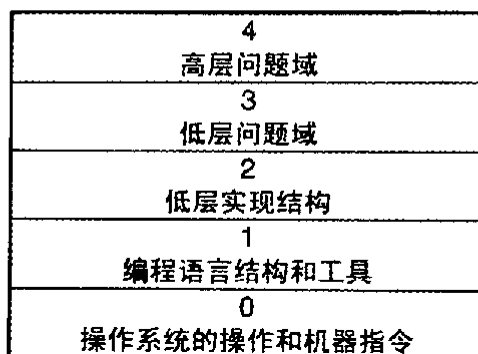 4
高层问题域
3
低层问题域
2
低层实现结构
1
编程语言结构和工具
0
操作系统的操作和机器指令